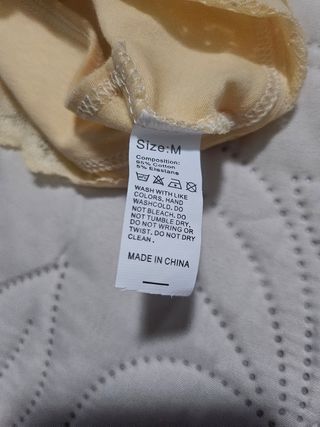 Size:M
Composition:
95% Cotton
5% Elastane
WASH WITH LIKE
COLORS, HAND
WASHCOLD. DO
NOT BLEACH. DO
NOT TUMBLE DRY.
DO NOT WRING OR
TWIST. DO NOT DRY
CLEAN.
MADE IN CHINA